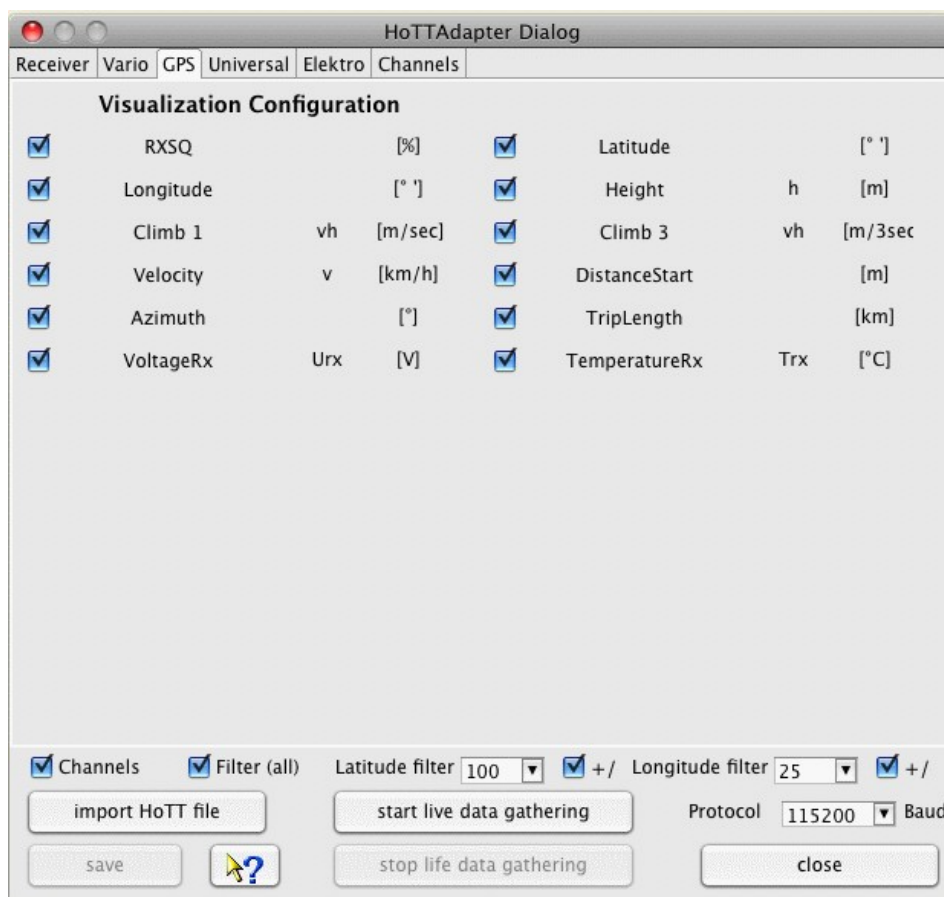 HoTTAdapter Dialog
Receiver Vario GPS Universal Elektro Channels
Visualization Configuration
RXSQ [%] Latitude [° ']
Longitude [° '] Height h [m]
Climb 1 vh [m/sec] Climb 3 vh [m/3sec
Velocity v [km/h] DistanceStart [m]
Azimuth [°] TripLength [km]
VoltageRx Urx [V] TemperatureRx Trx [°C]
Channels Filter (all) Latitude filter 100 +/ Longitude filter 25 +/
import HoTT file start live data gathering Protocol 115200 Baud
save ? stop life data gathering close